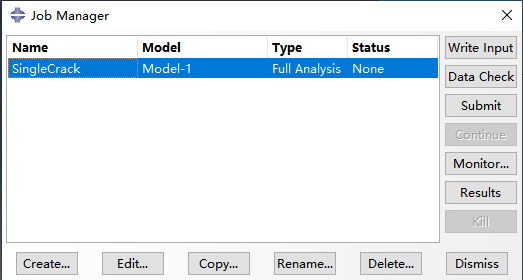 Job Manager
Name Model Type Status
SingleCrack Model-1 Full Analysis None
Write Input
Data Check
Submit
Continue
Monitor...
Results
Kill
Create... Edit... Copy... Rename... Delete... Dismiss